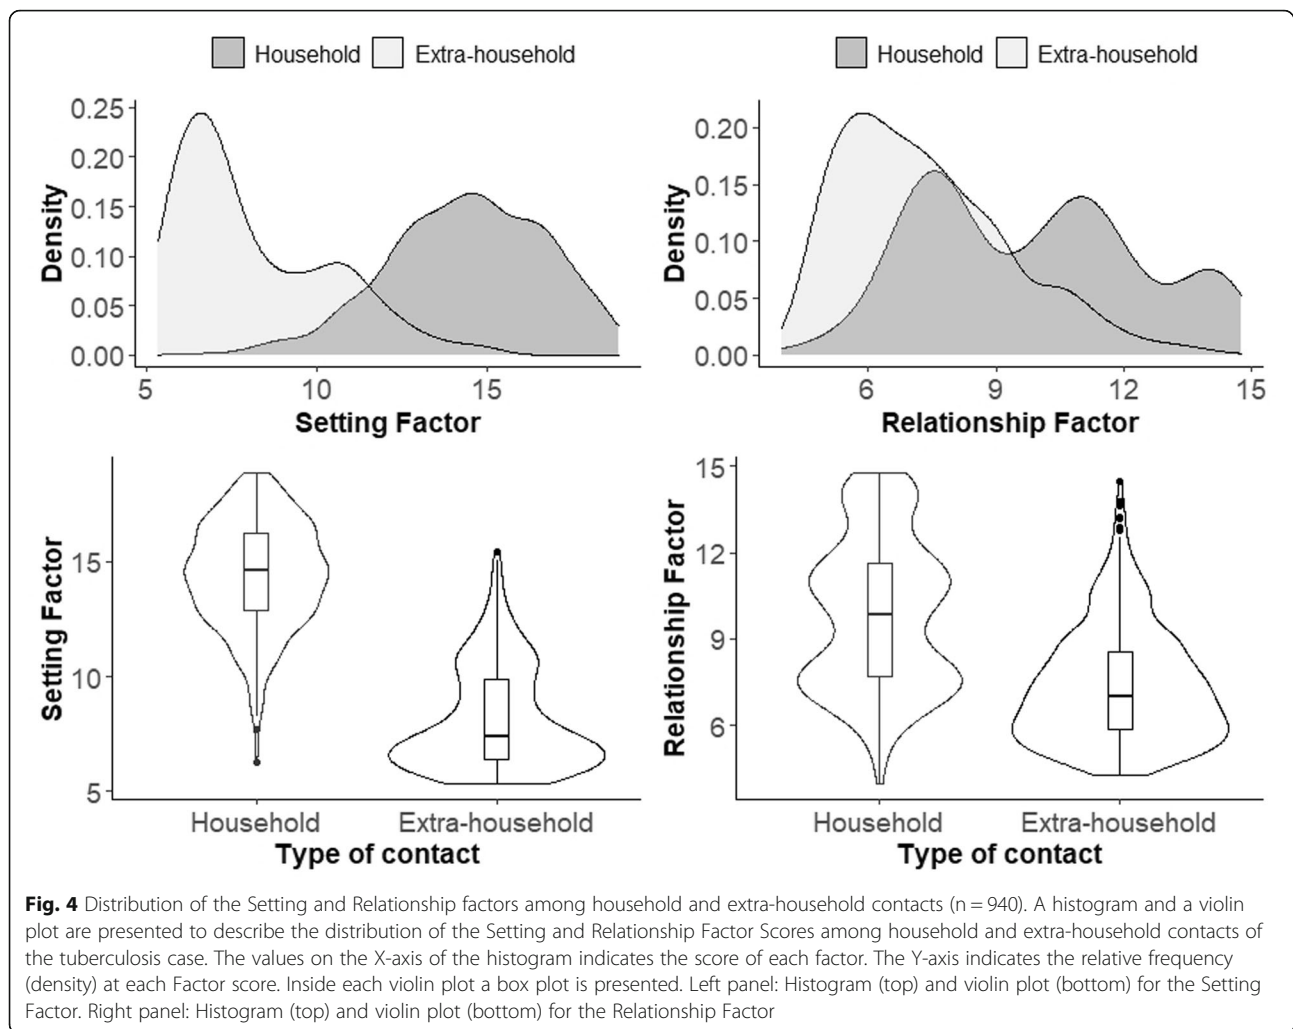 Household Extra-household
0.25
0.20
0.15
0.10
0.05
0.00
Density
5 10 15
Setting Factor
Household Extra-household
0.20
0.15
0.10
0.05
0.00
Density
6 9 12 15
Relationship Factor
15
10
5
Setting Factor
Household Extra-household
Type of contact
15
12
9
6
Relationship Factor
Household Extra-household
Type of contact
Fig. 4 Distribution of the Setting and Relationship factors among household and extra-household contacts (n = 940). A histogram and a violin
plot are presented to describe the distribution of the Setting and Relationship Factor Scores among household and extra-household contacts of
the tuberculosis case. The values on the X-axis of the histogram indicates the score of each factor. The Y-axis indicates the relative frequency
(density) at each Factor score. Inside each violin plot a box plot is presented. Left panel: Histogram (top) and violin plot (bottom) for the Setting
Factor. Right panel: Histogram (top) and violin plot (bottom) for the Relationship Factor